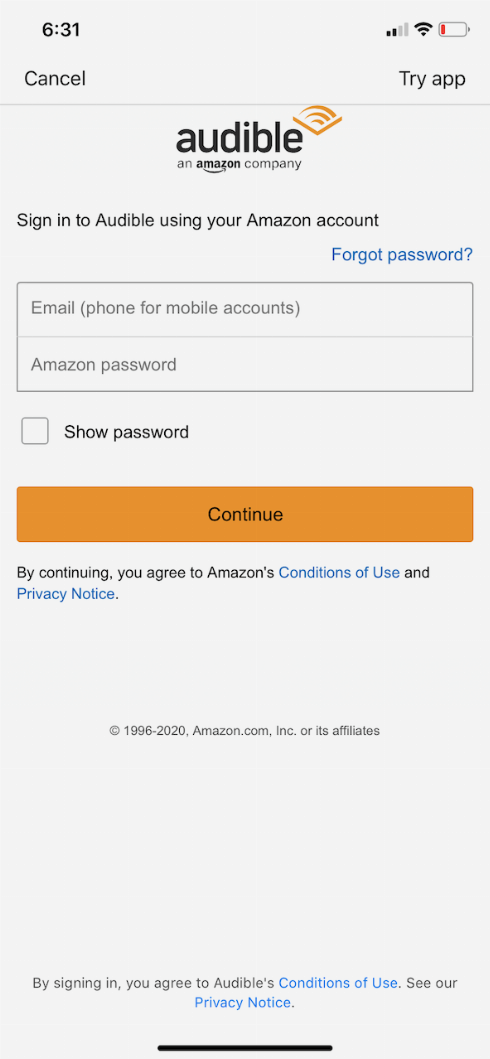 6:31
Cancel Try app
audible
an amazon company
Sign in to Audible using your Amazon account
Forgot password?
Email (phone for mobile accounts)
Amazon password
Show password
Continue
By continuing, you agree to Amazon's Conditions of Use and
Privacy Notice.
© 1996-2020, Amazon.com, Inc. or its affiliates
By signing in, you agree to Audible's Conditions of Use. See our
Privacy Notice.